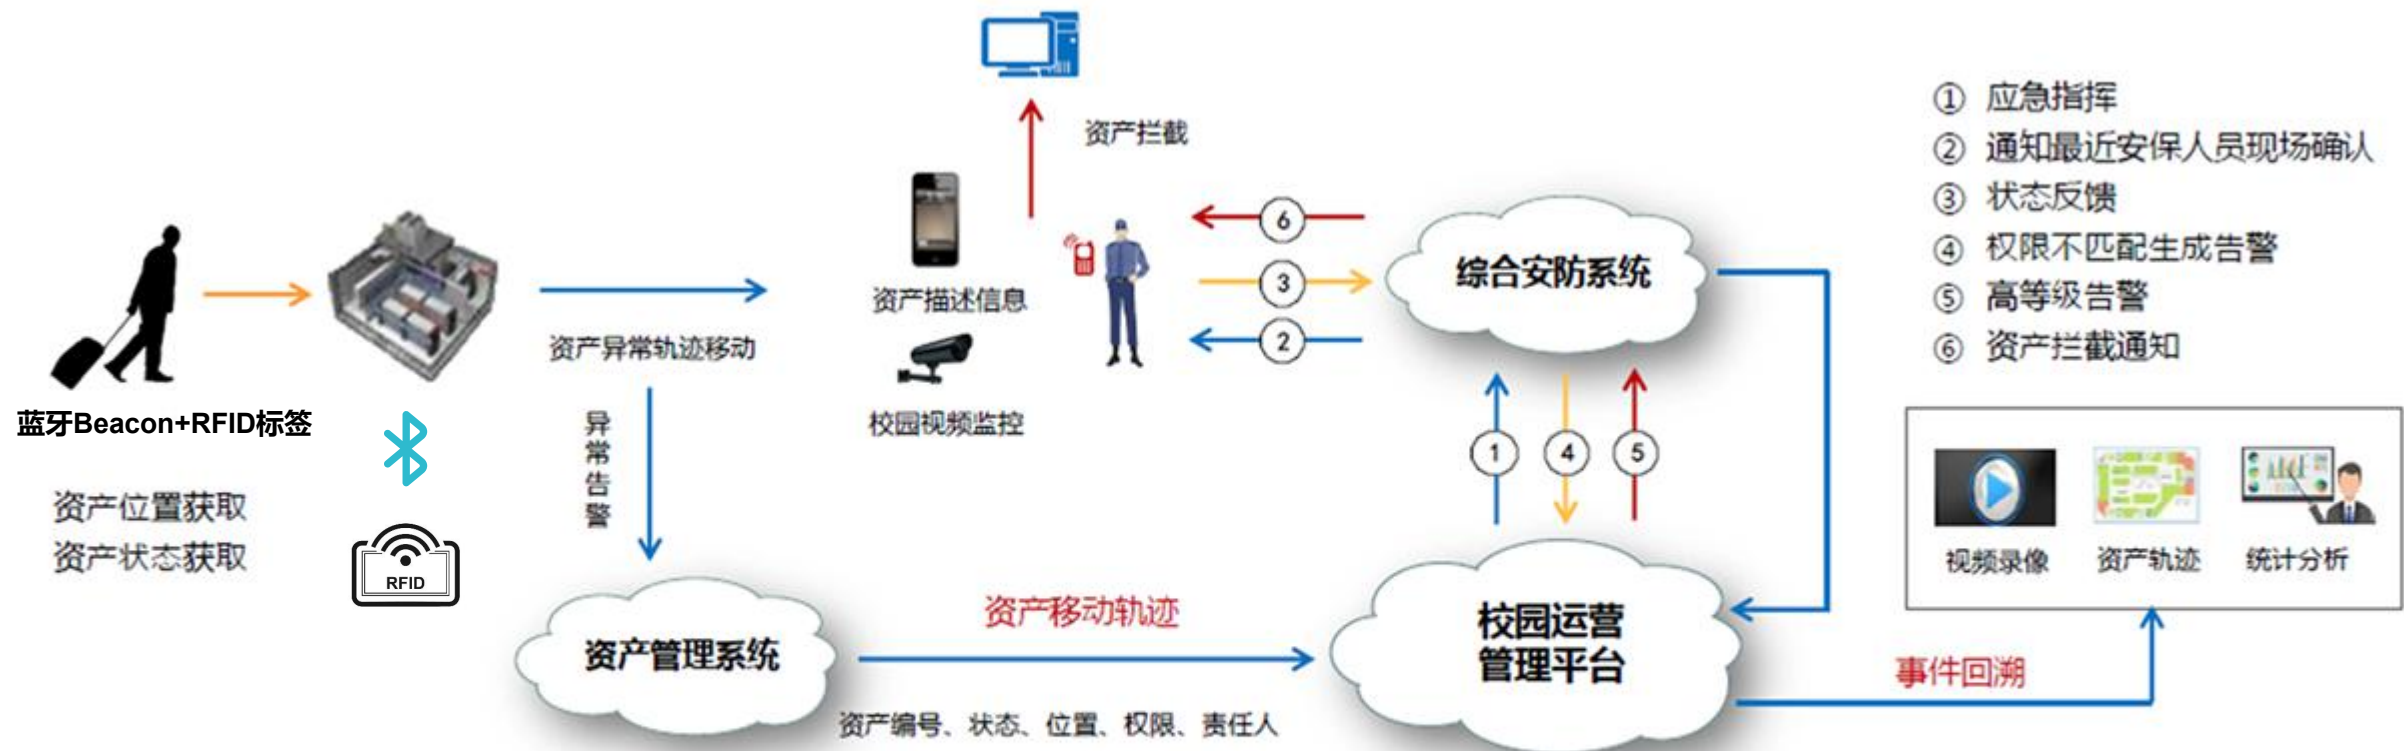 资产拦截
① 应急指挥
② 通知最近安保人员现场确认
③ 状态反馈
④ 权限不匹配生成告警
⑤ 高等级告警
⑥ 资产拦截通知
蓝牙Beacon+RFID标签
资产位置获取
资产状态获取
RFID
资产异常轨迹移动
异常告警
资产描述信息
校园视频监控
6
3
2
综合安防系统
1
4
5
资产管理系统
资产移动轨迹
资产编号、状态、位置、权限、责任人
校园运营
管理平台
视频录像
资产轨迹
统计分析
事件回溯